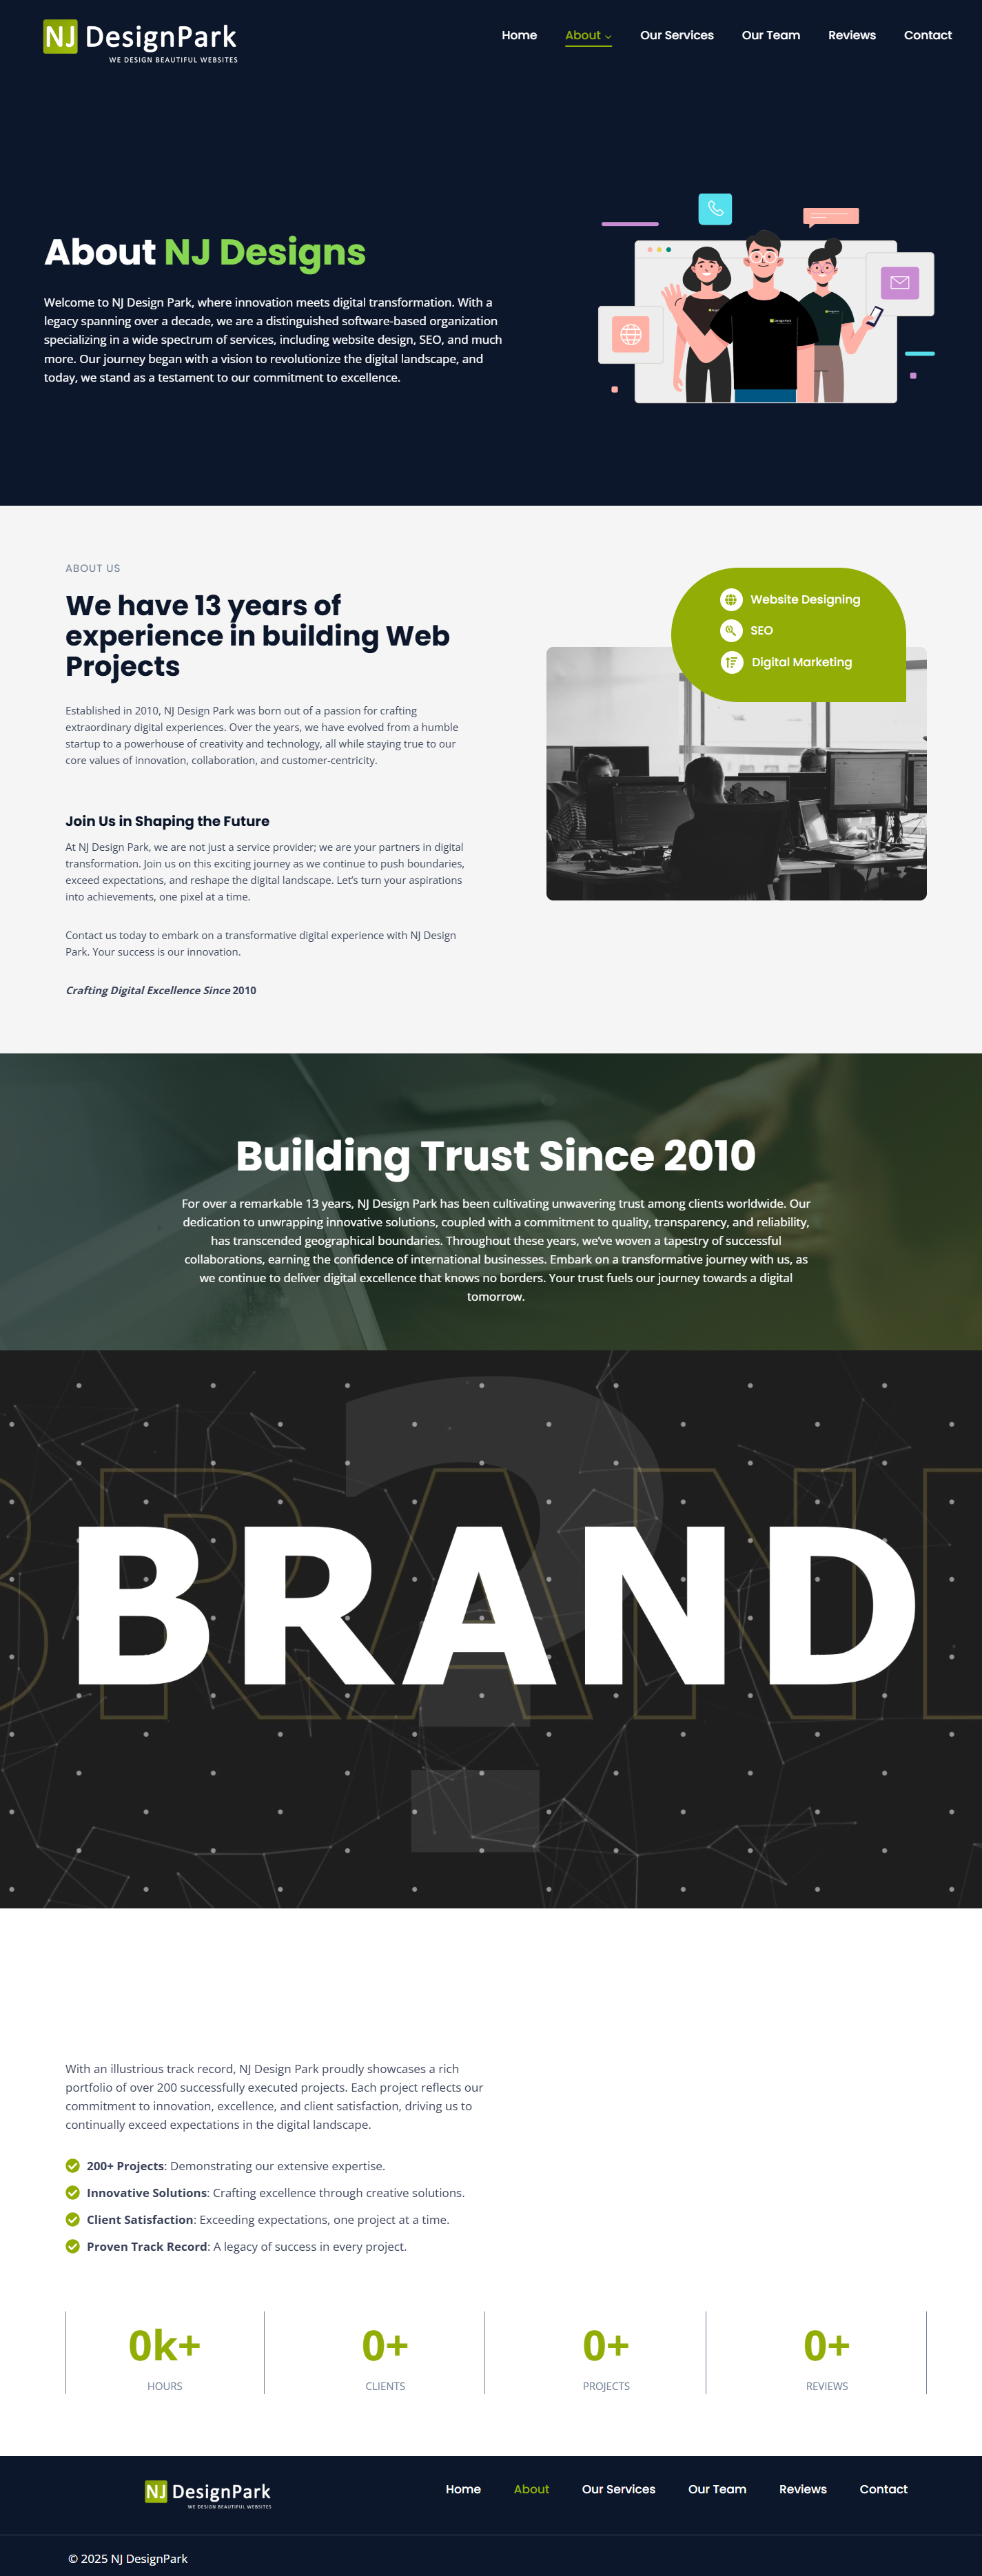 NJ DesignPark
WE DESIGN BEAUTIFUL WEBSITES
Home
About
Our Services
Our Team
Reviews
Contact
About NJ Designs
Welcome to NJ Design Park, where innovation meets digital transformation. With a
legacy spanning over a decade, we are a distinguished software-based organization
specializing in a wide spectrum of services, including website design, SEO, and much
more. Our journey began with a vision to revolutionize the digital landscape, and
today, we stand as a testament to our commitment to excellence.
ABOUT US
We have 13 years of
experience in building Web
Projects
Established in 2010, NJ Design Park was born out of a passion for crafting
extraordinary digital experiences. Over the years, we have evolved from a humble
startup to a powerhouse of creativity and technology, all while staying true to our
core values of innovation, collaboration, and customer-centricity.
Join Us in Shaping the Future
At NJ Design Park, we are not just a service provider; we are your partners in digital
transformation. Join us on this exciting journey as we continue to push boundaries,
exceed expectations, and reshape the digital landscape. Let's turn your aspirations
into achievements, one pixel at a time.
Contact us today to embark on a transformative digital experience with NJ Design
Park. Your success is our innovation.
Crafting Digital Excellence Since 2010
Website Designing
SEO
Digital Marketing
Building Trust Since 2010
For over a remarkable 13 years, NJ Design Park has been cultivating unwavering trust among clients worldwide. Our
dedication to unwrapping innovative solutions, coupled with a commitment to quality, transparency, and reliability,
has transcended geographical boundaries. Throughout these years, we've woven a tapestry of successful
collaborations, earning the confidence of international businesses. Embark on a transformative journey with us, as
we continue to deliver digital excellence that knows no borders. Your trust fuels our journey towards a digital
tomorrow.
?
BRAND
BRAND
With an illustrious track record, NJ Design Park proudly showcases a rich
portfolio of over 200 successfully executed projects. Each project reflects our
commitment to innovation, excellence, and client satisfaction, driving us to
continually exceed expectations in the digital landscape.
200+ Projects: Demonstrating our extensive expertise.
Innovative Solutions: Crafting excellence through creative solutions.
Client Satisfaction: Exceeding expectations, one project at a time.
Proven Track Record: A legacy of success in every project.
0k+
HOURS
0+
CLIENTS
0+
PROJECTS
0+
REVIEWS
NJ DesignPark
WE DESIGN BEAUTIFUL WEBSITES
Home
About
Our Services
Our Team
Reviews
Contact
© 2025 NJ DesignPark